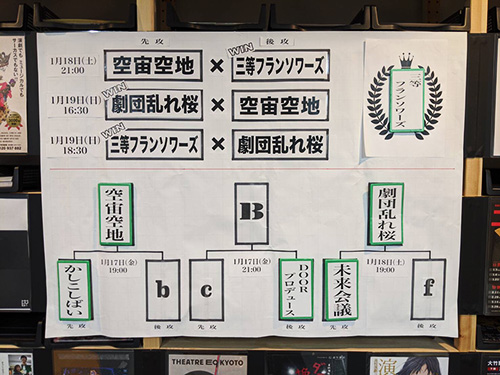 先攻
後攻
1月18日(土)
21:00
空宙空地
×
WIN
三等フランソワーズ
1月19日(日)
16:30
WIN
劇団乱れ桜
×
空宙空地
1月19日(日)
18:30
WIN
三等フランソワーズ
×
劇団乱れ桜
三等
フランソワーズ
空宙空地
B
劇団乱れ桜
1月17日(金)
19:00
1月17日(金)
21:00
1月18日(土)
19:00
かしこしばい
b
c
DOOR
プロデュース
未来会議
f
先攻
後攻
先攻
後攻
先攻
後攻
THEATRE E9 KYOTO